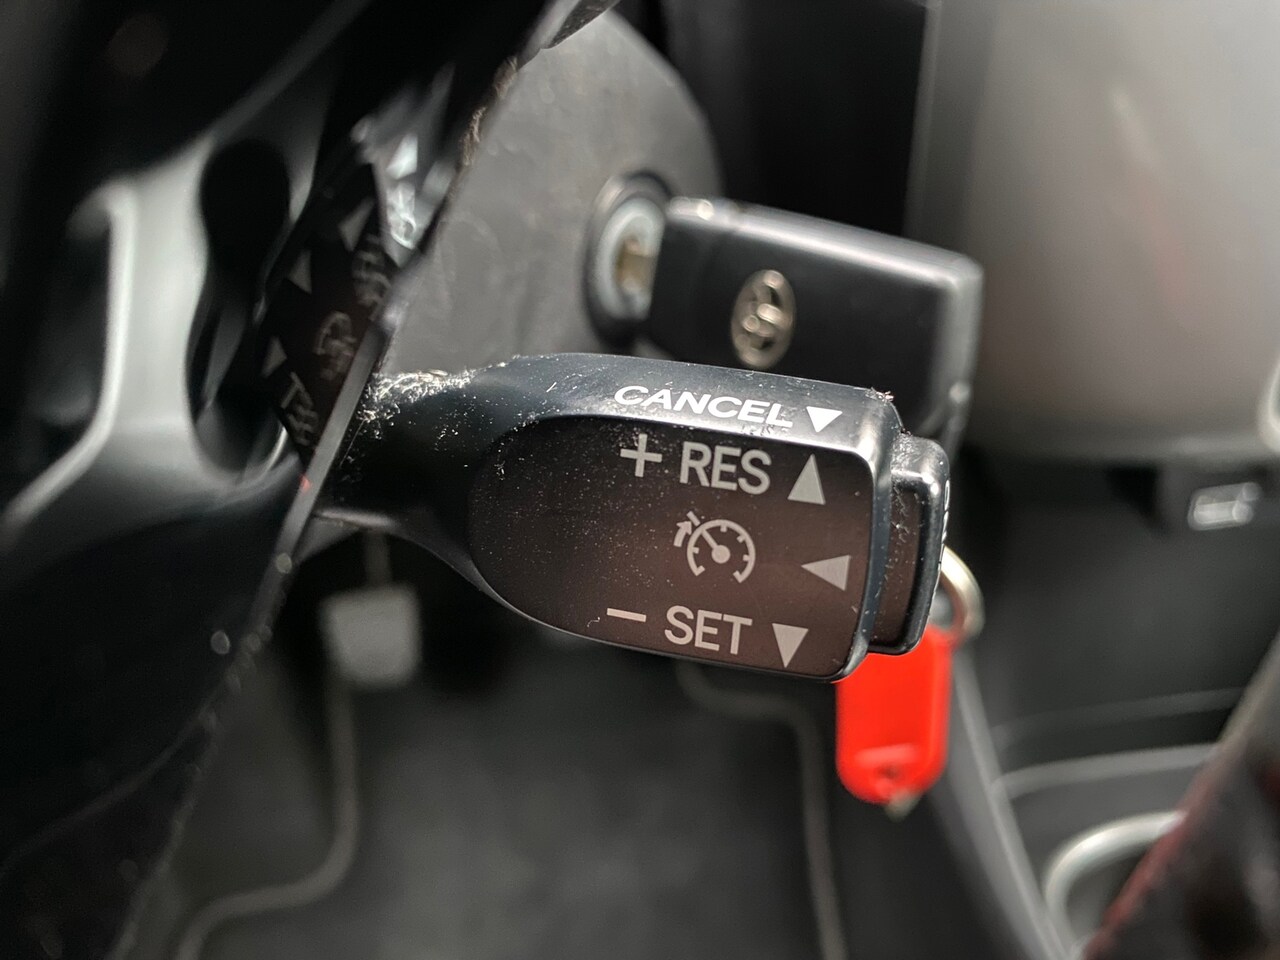 CANCEL ▼
+ RES ▲
◀
− SET ▼